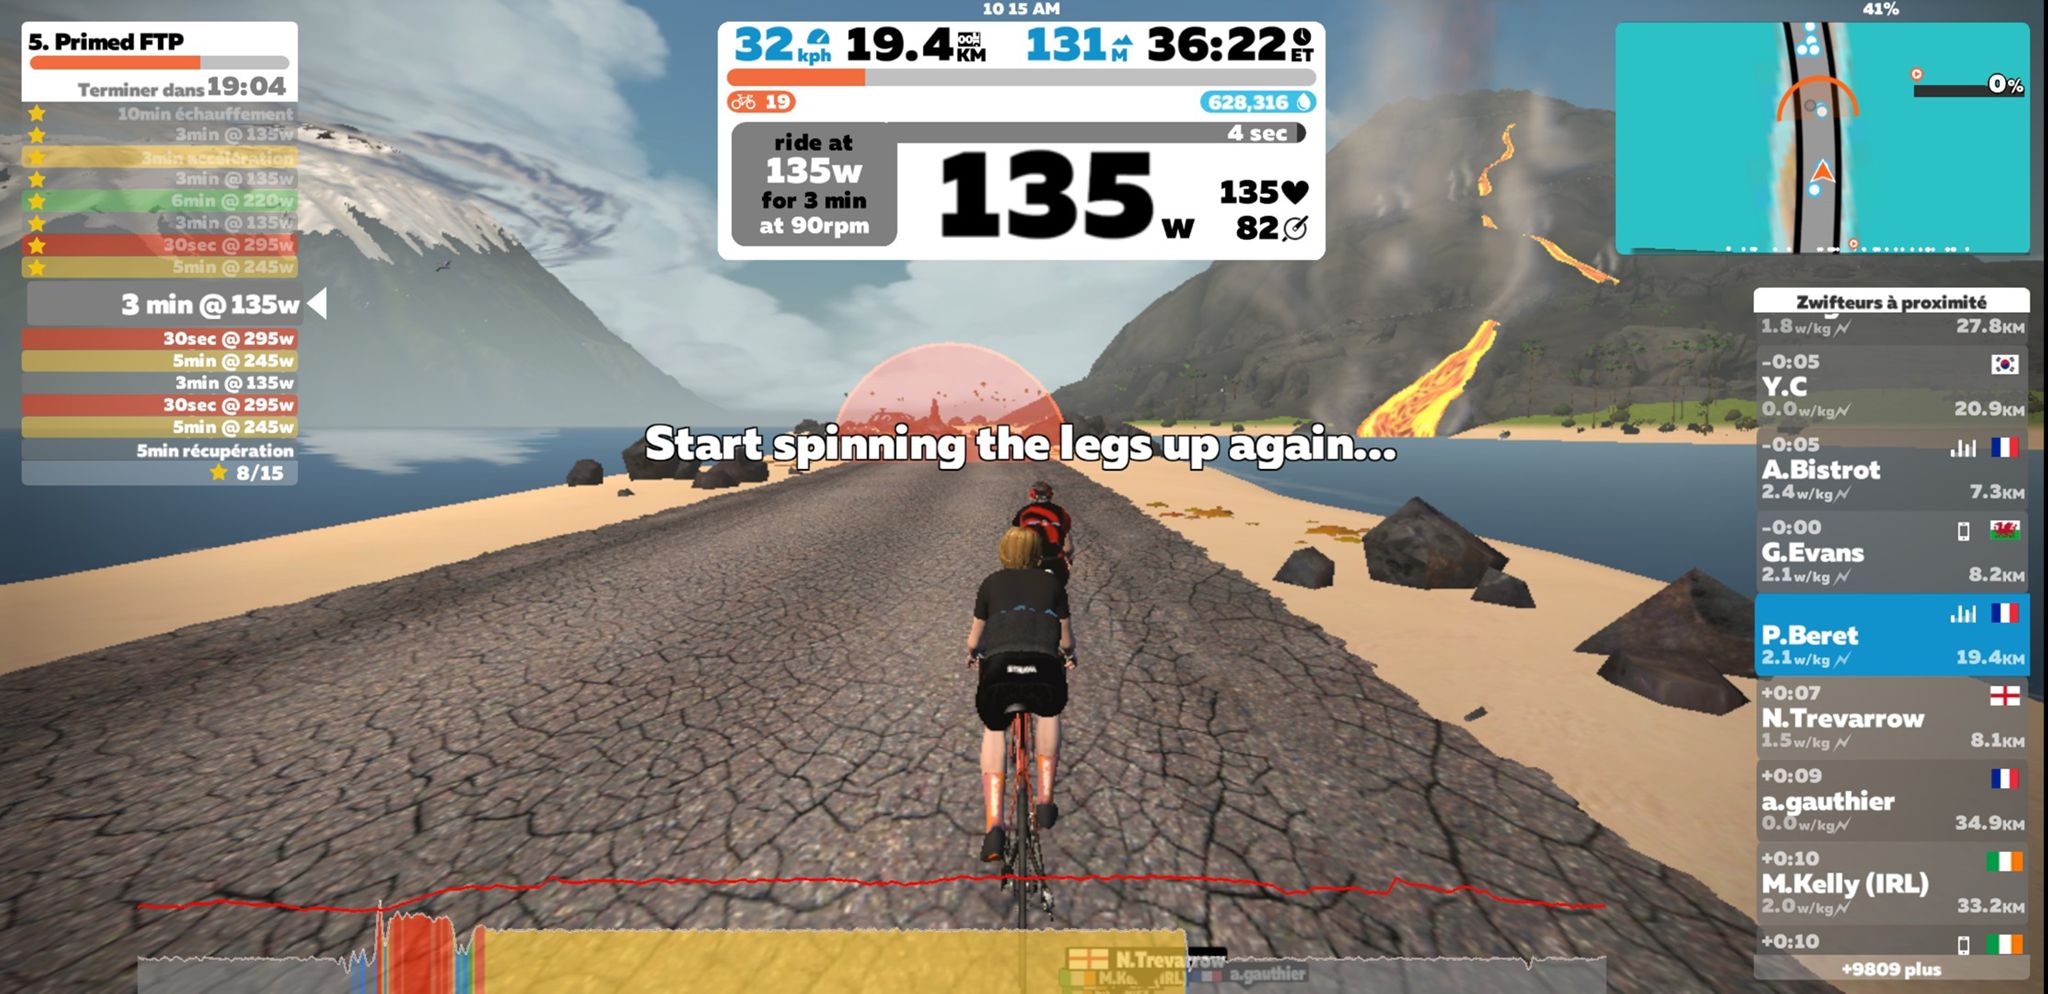 10 15 AM
41%
5. Primed FTP
Terminer dans 19:04
10min échauffement
3min @ 135w
3min accélération
3min @ 135w
6min @ 220w
3min @ 135w
30sec @ 295w
5min @ 245w
3 min @ 135w
30sec @ 295w
5min @ 245w
3min @ 135w
30sec @ 295w
5min @ 245w
5min récupération
8/15
32 kph 19.4 KM 131 M 36:22 ET
19
628,316
4 sec
ride at
135w
for 3 min
at 90rpm
135 w
135
82
0%
Start spinning the legs up again...
Zwifteurs à proximité
1.8 w/kg 27.8 KM
-0:05
Y.C
0.0 w/kg 20.9 KM
-0:05
A.Bistrot
2.4 w/kg 7.3 KM
-0:00
G.Evans
2.1 w/kg 8.2 KM
P.Beret
2.1 w/kg 19.4 KM
+0:07
N.Trevarrow
1.5 w/kg 8.1 KM
+0:09
a.gauthier
0.0 w/kg 34.9 KM
+0:10
M.Kelly (IRL)
2.0 w/kg 33.2 KM
+0:10
+9809 plus
N.Trevarrow
a.gauthier